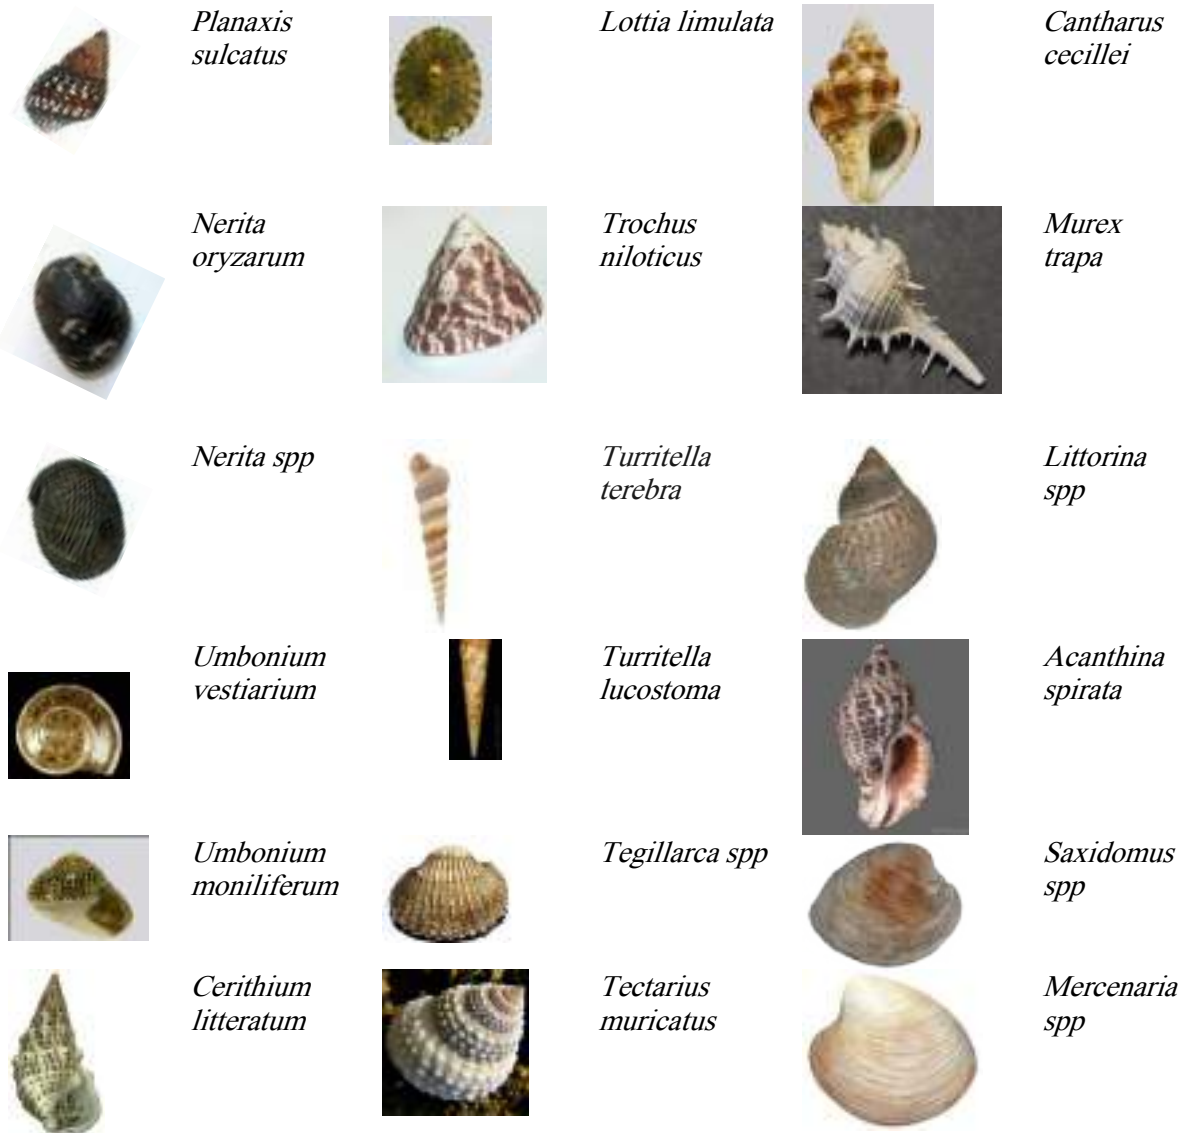 Planaxis
sulcatus
Lottia limulata
Cantharus
cecillei
Nerita
oryzarum
Trochus
niloticus
Murex
trapa
Nerita spp
Turritella
terebra
Littorina
spp
Umbonium
vestiarium
Turritella
lucostoma
Acanthina
spirata
Umbonium
moniliferum
Tegillarca spp
Saxidomus
spp
Cerithium
litteratum
Tectarius
muricatus
Mercenaria
spp